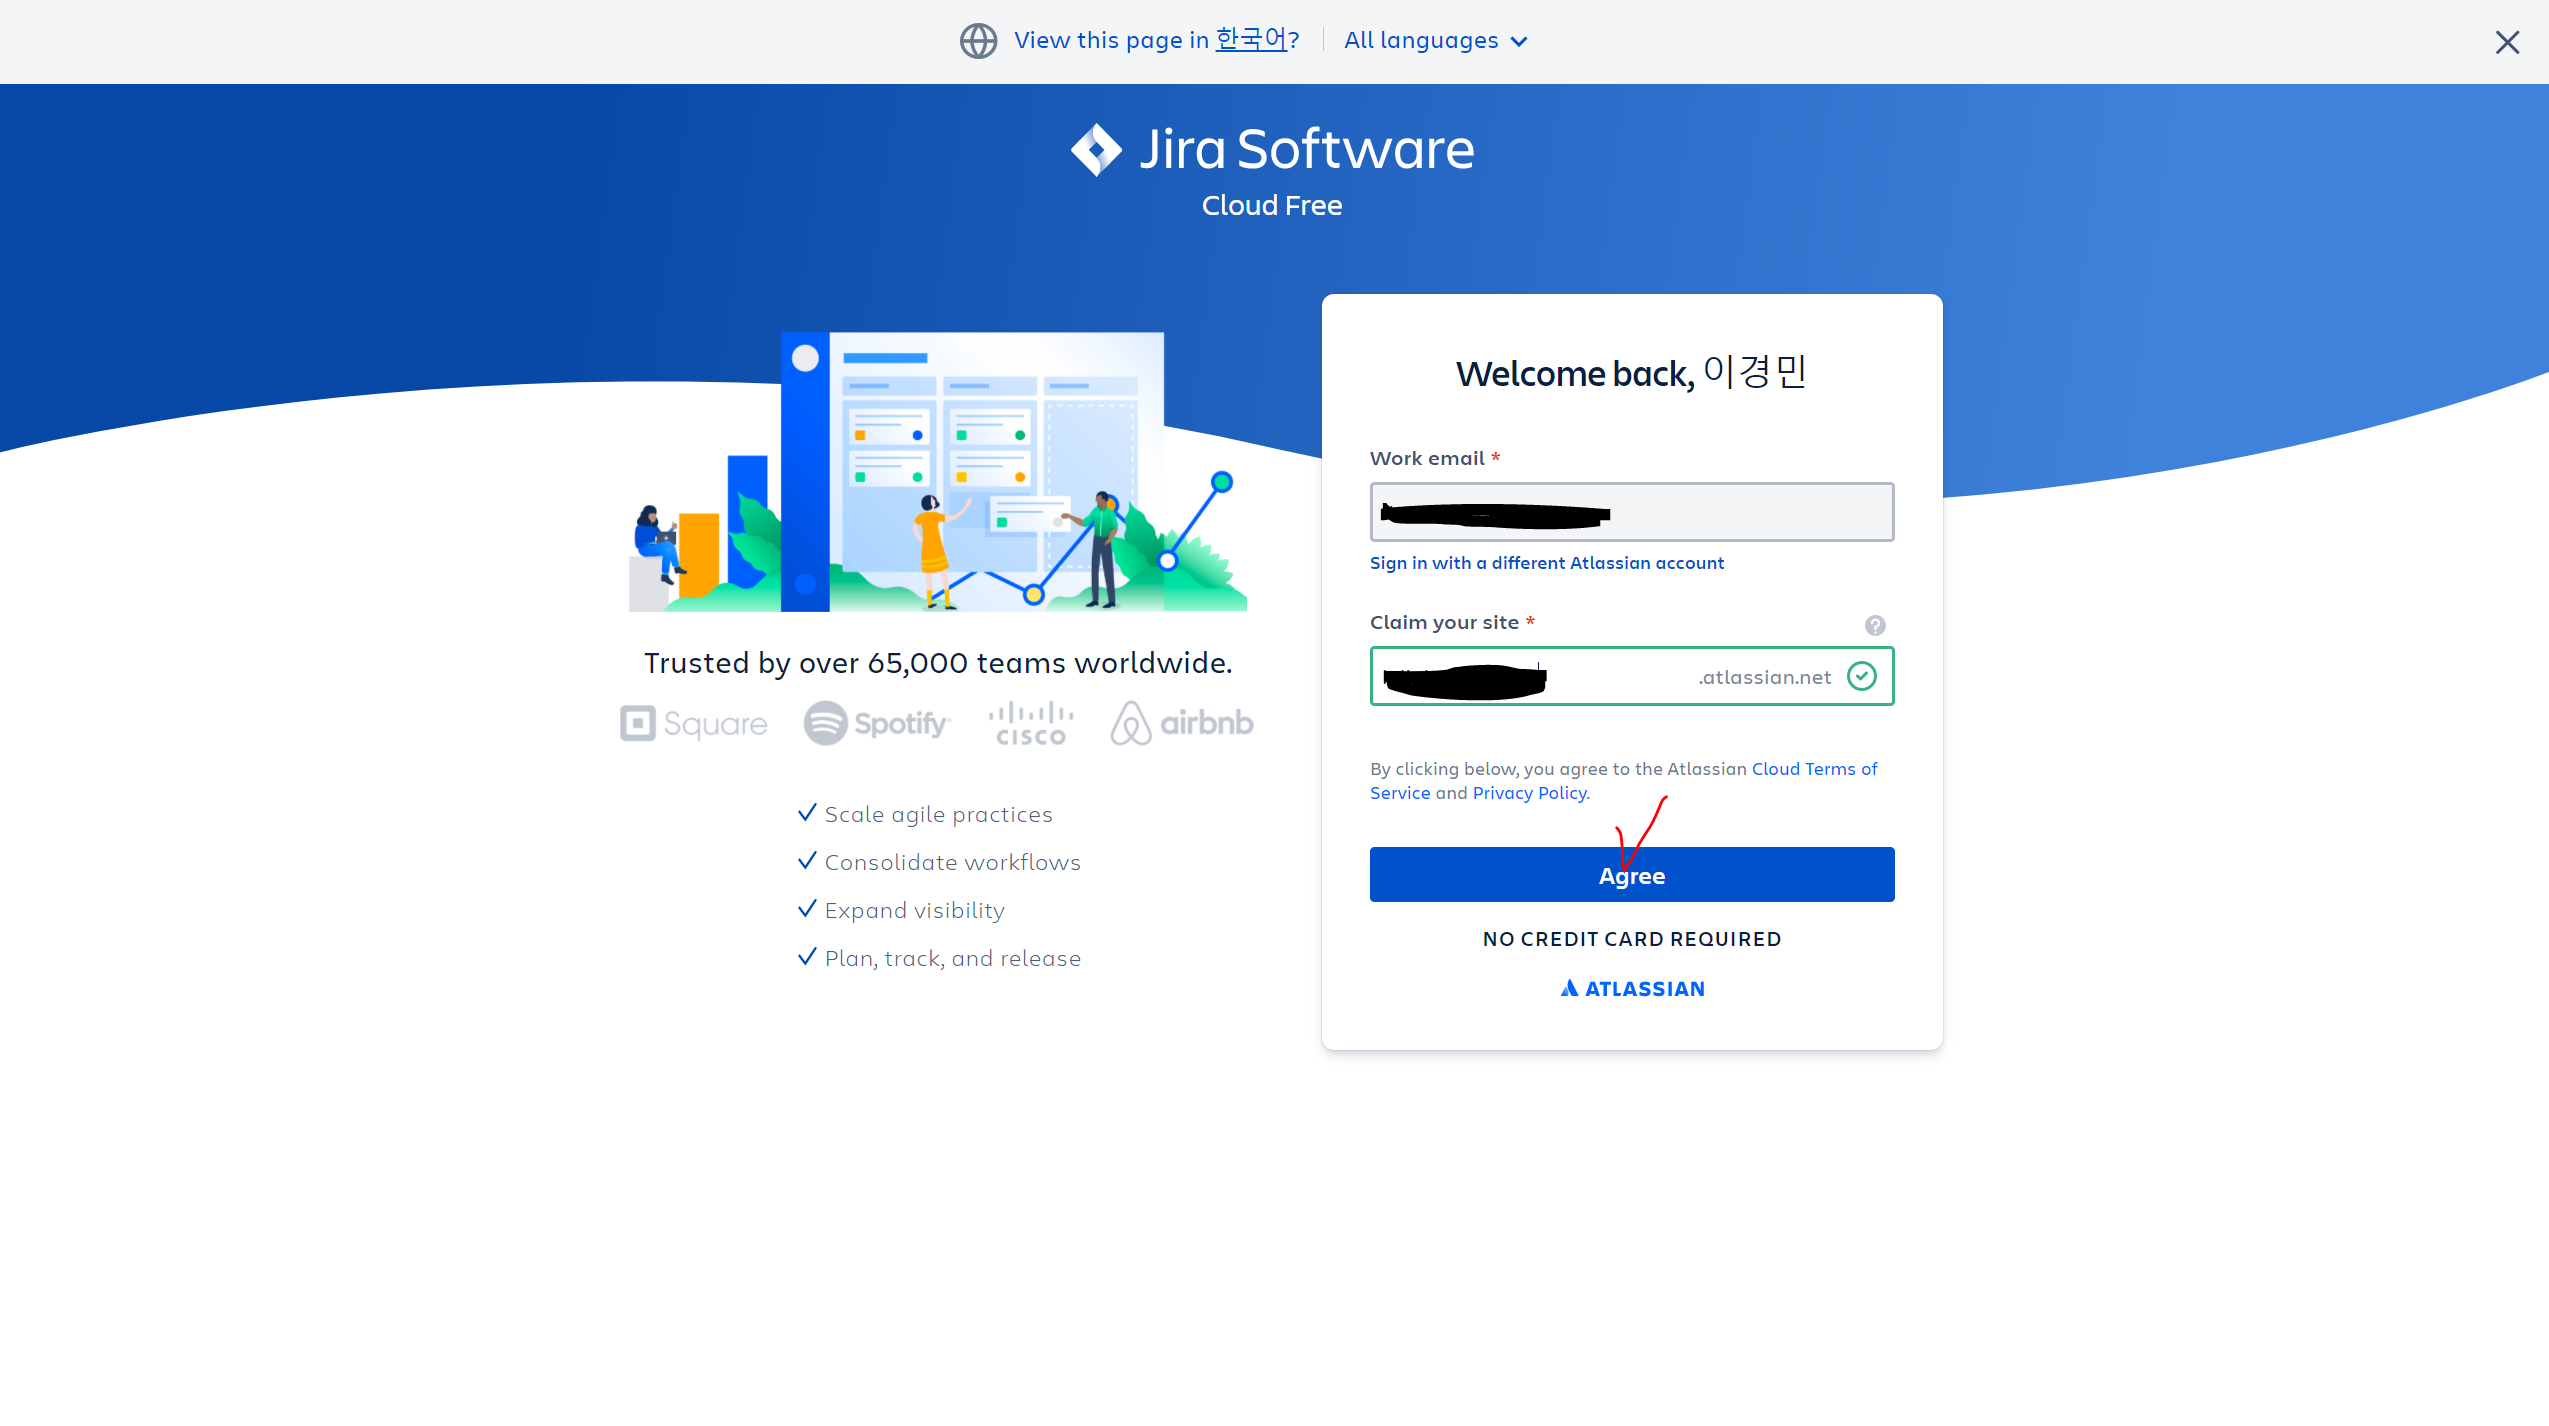 View this page in 한국어?
All languages
Jira Software
Cloud Free
Welcome back, 이경민
Work email *
Sign in with a different Atlassian account
Claim your site *
?
.atlassian.net
By clicking below, you agree to the Atlassian Cloud Terms of
Service and Privacy Policy.
Agree
NO CREDIT CARD REQUIRED
ATLASSIAN
Trusted by over 65,000 teams worldwide.
Square
Spotify
cisco
airbnb
Scale agile practices
Consolidate workflows
Expand visibility
Plan, track, and release